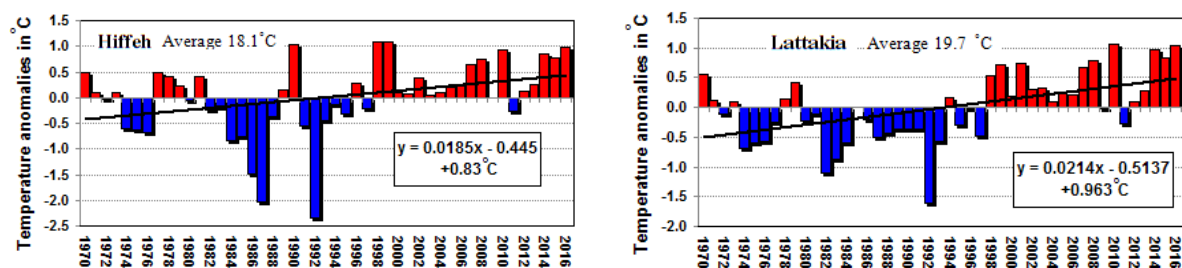 Temperature anomalies in °C
Hiffeh Average 18.1°C
1.5
1.0
0.5
0.0
-0.5
-1.0
-1.5
-2.0
-2.5
y = 0.0185x - 0.445
+0.83°C
1970 1972 1974 1976 1978 1980 1982 1984 1986 1988 1990 1992 1994 1996 1998 2000 2002 2004 2006 2008 2010 2012 2014 2016
Temperature anomalies in °C
Lattakia Average 19.7 °C
1.5
1.0
0.5
0.0
-0.5
-1.0
-1.5
-2.0
y = 0.0214x - 0.5137
+0.963°C
1970 1972 1974 1976 1978 1980 1982 1984 1986 1988 1990 1992 1994 1996 1998 2000 2002 2004 2006 2008 2010 2012 2014 2016